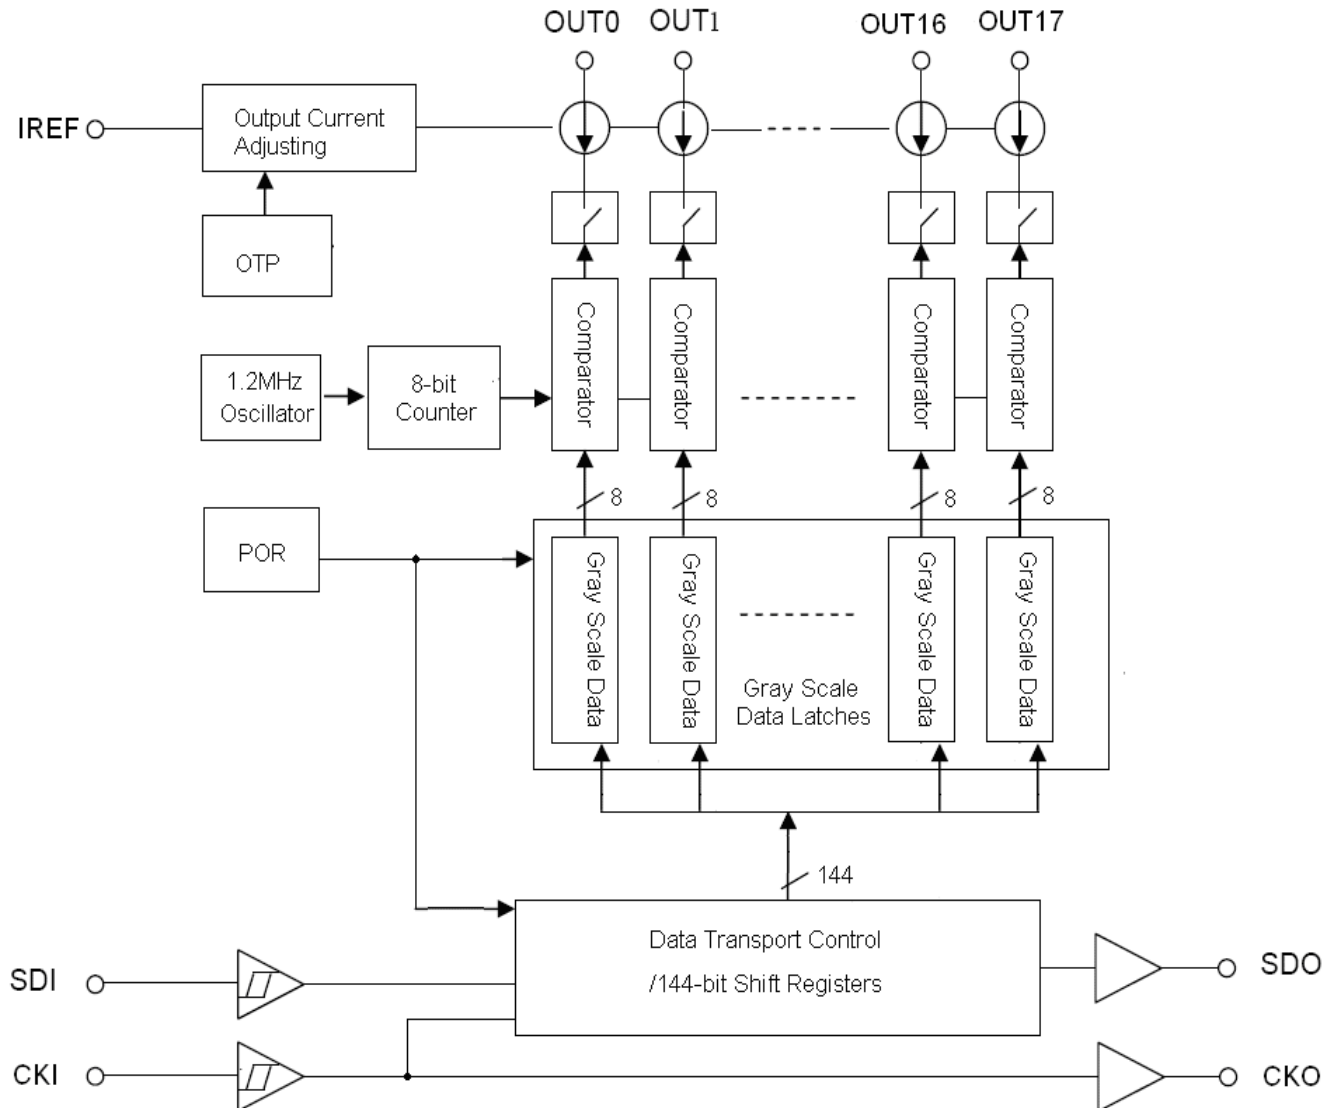 OUT0 OUT1 OUT16 OUT17
IREF
Output Current
Adjusting
OTP
1.2MHz
Oscillator
8-bit
Counter
Comparator
Comparator
Comparator
Comparator
8 8 8 8
POR
Gray Scale Data
Gray Scale Data
Gray Scale Data
Gray Scale Data
Gray Scale
Data Latches
144
Data Transport Control
/144-bit Shift Registers
SDI
SDO
CKI
CKO